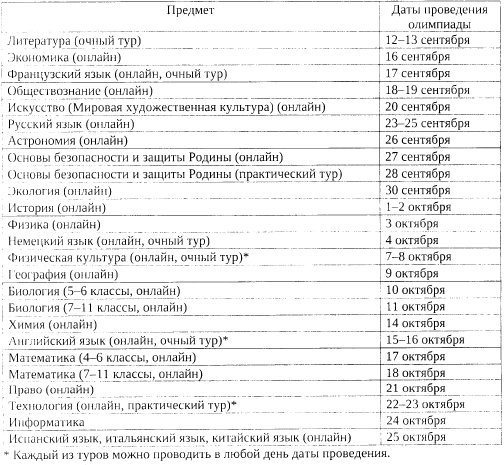 Предмет Даты проведения
олимпиады
Литература (очный тур) 12–13 сентября
Экономика (онлайн) 16 сентября
Французский язык (онлайн, очный тур) 17 сентября
Обществознание (онлайн) 18–19 сентября
Искусство (Мировая художественная культура) (онлайн) 20 сентября
Русский язык (онлайн) 23–25 сентября
Астрономия (онлайн) 26 сентября
Основы безопасности и защиты Родины (онлайн) 27 сентября
Основы безопасности и защиты Родины (практический тур) 28 сентября
Экология (онлайн) 30 сентября
История (онлайн) 1–2 октября
Физика (онлайн) 3 октября
Немецкий язык (онлайн, очный тур) 4 октября
Физическая культура (онлайн, очный тур)* 7–8 октября
География (онлайн) 9 октября
Биология (5–6 классы, онлайн) 10 октября
Биология (7–11 классы, онлайн) 11 октября
Химия (онлайн) 14 октября
Английский язык (онлайн, очный тур)* 15–16 октября
Математика (4–6 классы, онлайн) 17 октября
Математика (7–11 классы, онлайн) 18 октября
Право (онлайн) 21 октября
Технология (онлайн, практический тур)* 22–23 октября
Информатика 24 октября
Испанский язык, итальянский язык, китайский язык (онлайн) 25 октября
* Каждый из туров можно проводить в любой день даты проведения.